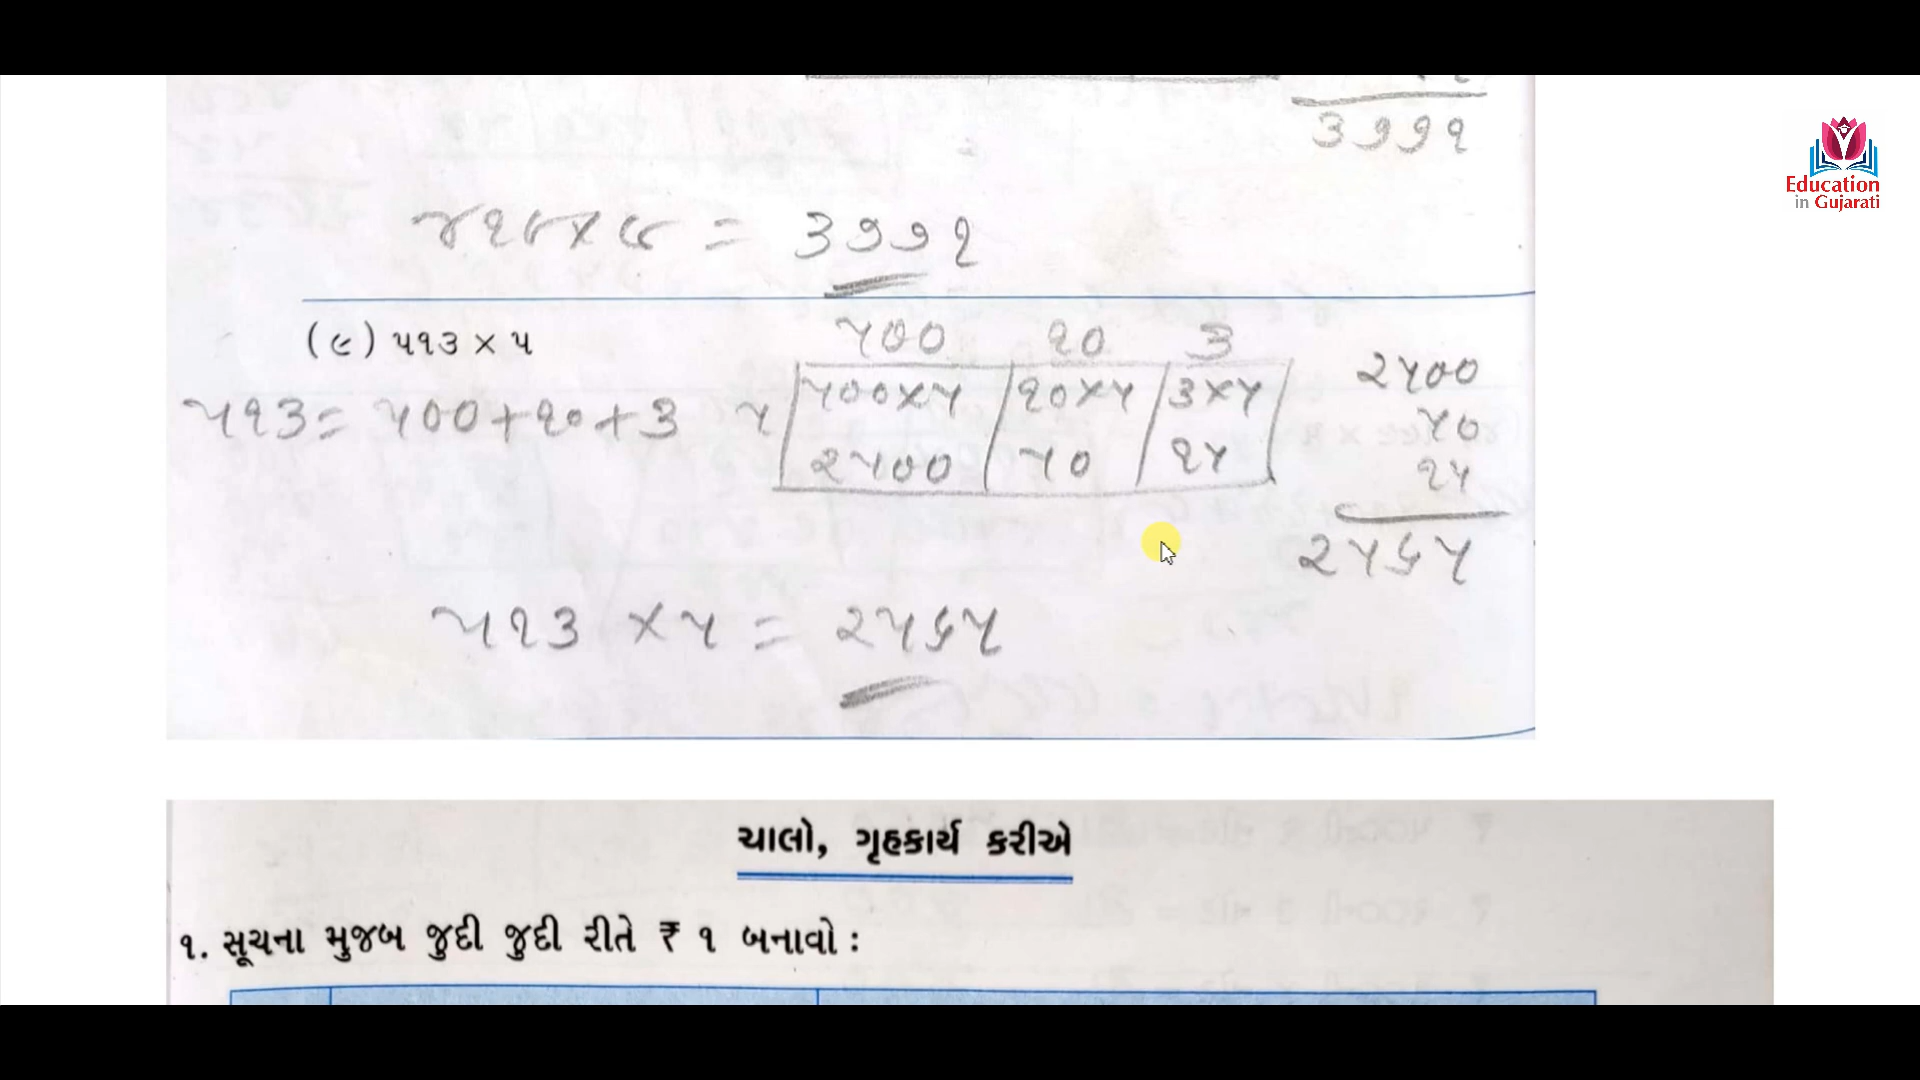 ૩૭૭૧
૪૧૯×૯ = ૩૭૭૧
(૯) ૫૧૩ × ૫
૫૦૦ ૧૦ ૩
૫૧૩ = ૫૦૦+૧૦+૩
૫ ૫૦૦×૫ ૧૦×૫ ૩×૫
૨૫૦૦ ૫૦ ૧૫
૨૫૦૦
૫૦
૧૫
૨૫૬૫
૫૧૩ ×૫ = ૨૫૬૫
ચાલો, ગૃહકાર્ય કરીએ
૧. સૂચના મુજબ જુદી જુદી રીતે ₹ ૧ બનાવો :
Education
in Gujarati